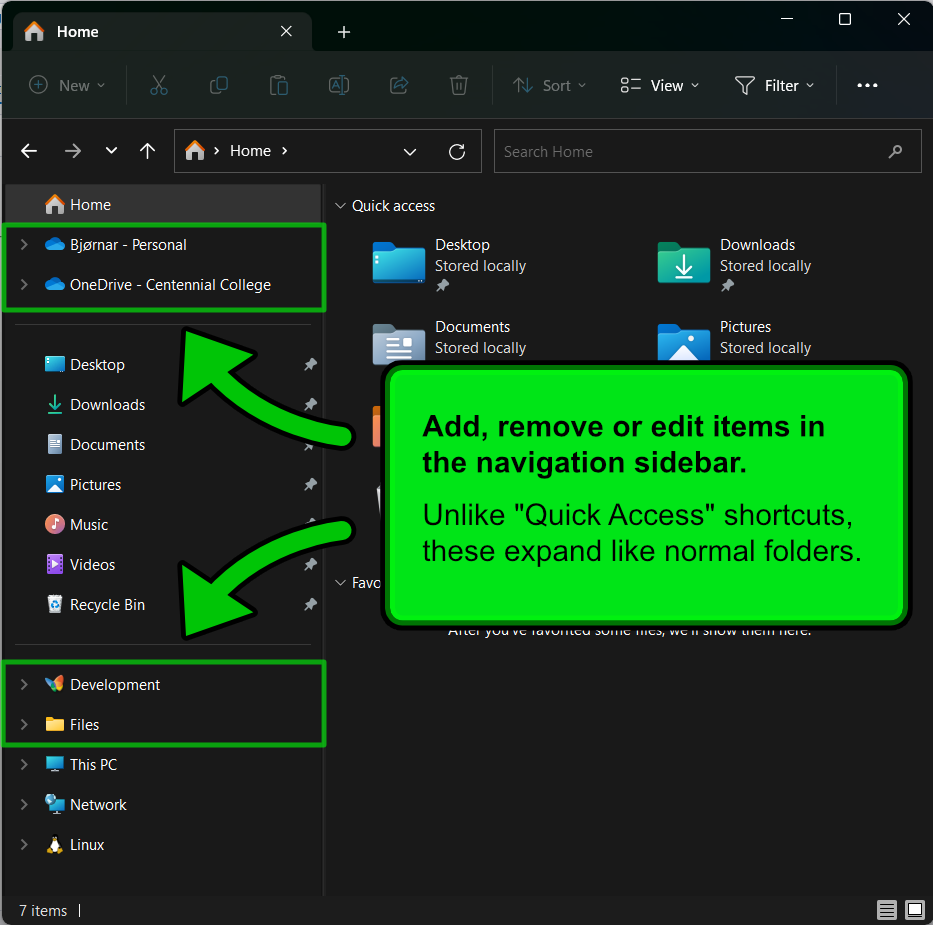 Home
New
Sort
View
Filter
Home
Search Home
Home
Bjørnar - Personal
OneDrive - Centennial College
Desktop
Downloads
Documents
Pictures
Music
Videos
Recycle Bin
Development
Files
This PC
Network
Linux
Quick access
Desktop
Stored locally
Downloads
Stored locally
Documents
Stored locally
Pictures
Stored locally
Add, remove or edit items in
the navigation sidebar.
Unlike "Quick Access" shortcuts,
these expand like normal folders.
Favo
After you've favorited some files, we'll show them here.
7 items